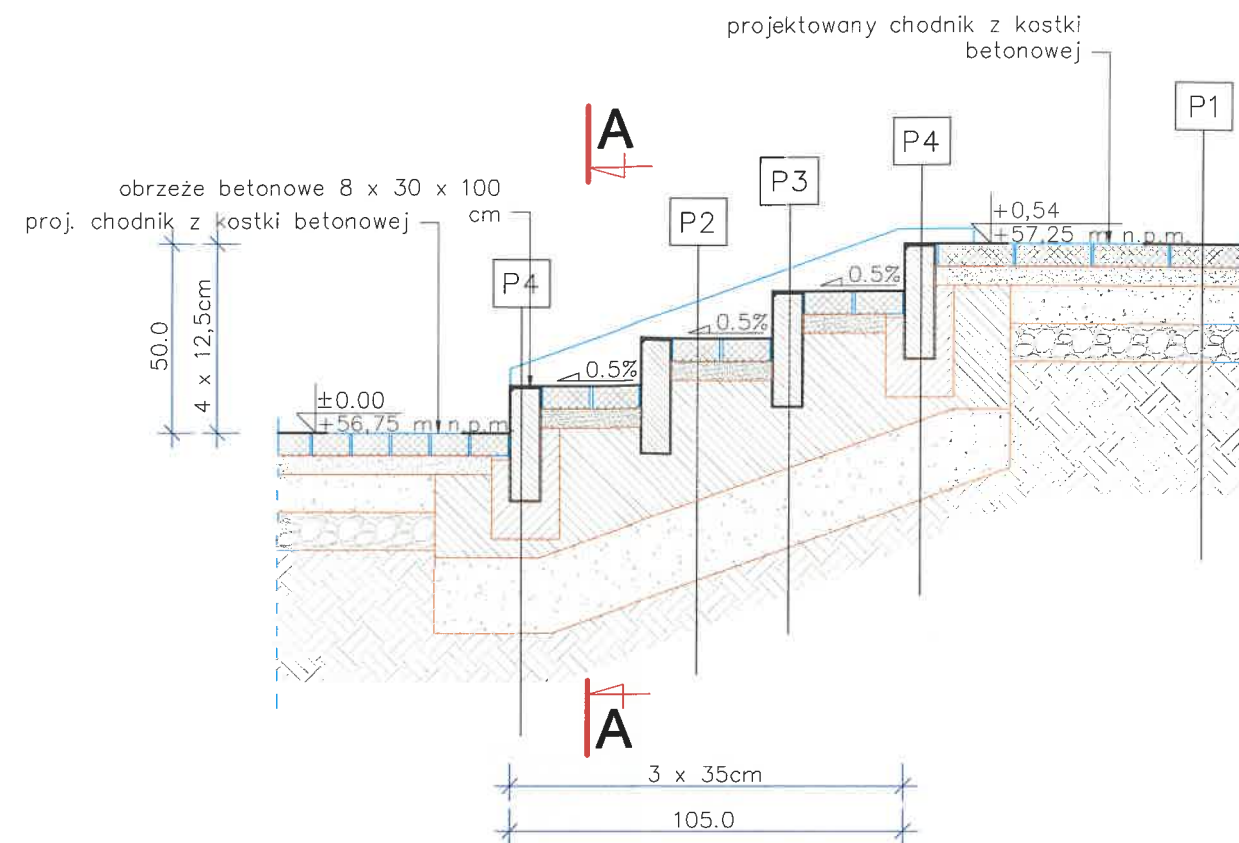 projektowany chodnik z kostki
betonowej
P1
A
P4
P3
obrzeże betonowe 8 x 30 x 100
cm
proj. chodnik z kostki betonowej
P2
+0,54
+57,25 m n.p.m.
P4
0.5%
0.5%
0.5%
50.0
4 x 12,5cm
±0.00
+56,75 m n.p.m
A
3 x 35cm
105.0